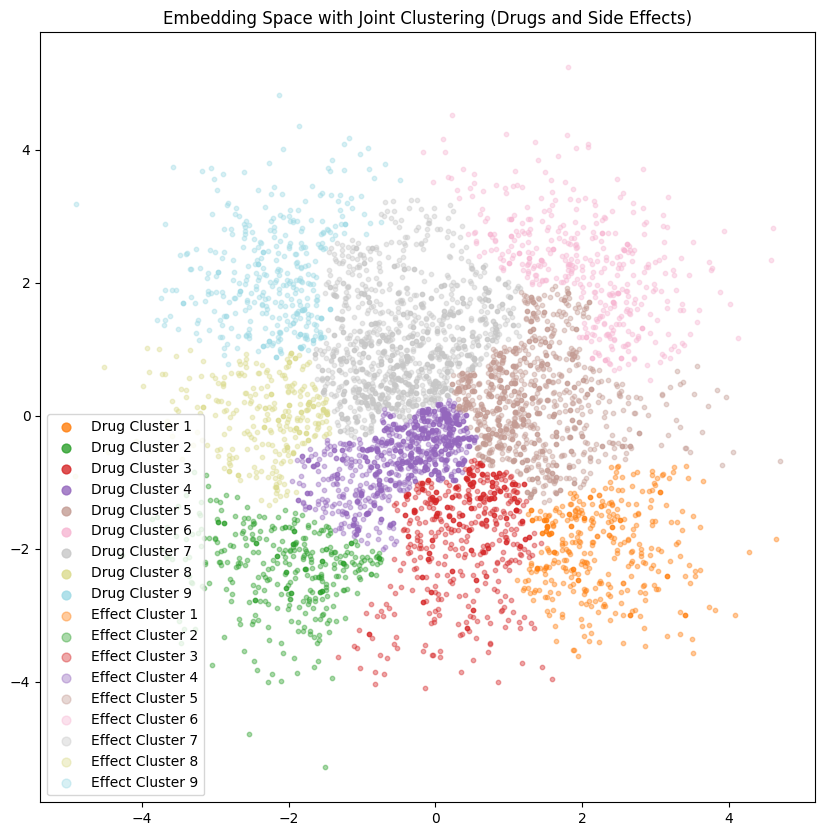 Embedding Space with Joint Clustering (Drugs and Side Effects)
4
2
0
−2
−4
Drug Cluster 1
Drug Cluster 2
Drug Cluster 3
Drug Cluster 4
Drug Cluster 5
Drug Cluster 6
Drug Cluster 7
Drug Cluster 8
Drug Cluster 9
Effect Cluster 1
Effect Cluster 2
Effect Cluster 3
Effect Cluster 4
Effect Cluster 5
Effect Cluster 6
Effect Cluster 7
Effect Cluster 8
Effect Cluster 9
−4 −2 0 2 4